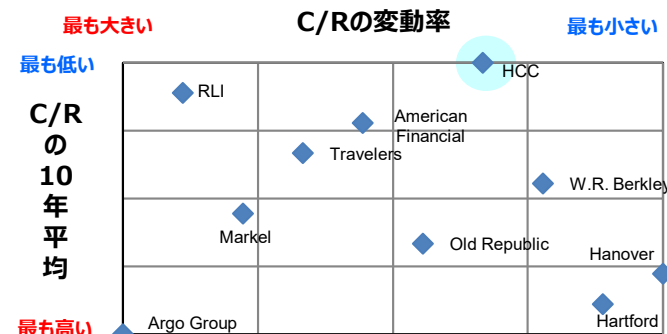 C/Rの変動率
最も大きい
最も小さい
最も低い
HCC
RLI
American
Financial
C/R
の
10
年
平
均
Travelers
W.R. Berkley
Markel
Old Republic
Hanover
Hartford
Argo Group
最も高い